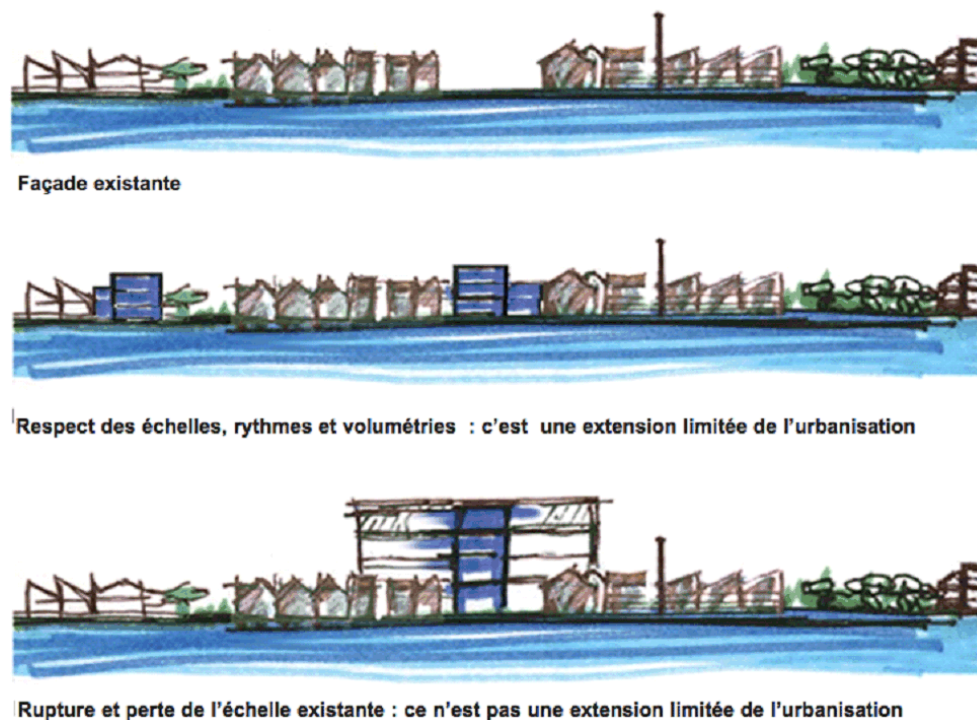 Façade existante
Respect des échelles, rythmes et volumétries : c'est une extension limitée de l'urbanisation
Rupture et perte de l'échelle existante : ce n'est pas une extension limitée de l'urbanisation